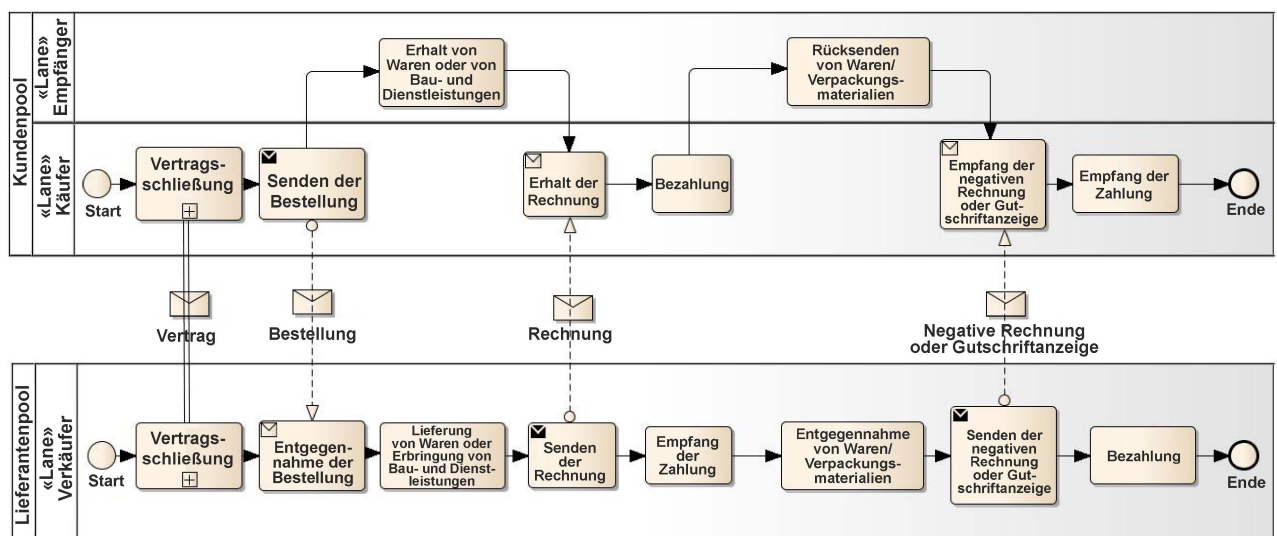 Kundenpool
«Lane»
Empfänger
Erhalt von
Waren oder von
Bau- und
Dienstleistungen
Rücksenden
von Waren/
Verpackungs-
materialien
«Lane»
Käufer
Start
Vertrags-
schließung
Senden der
Bestellung
Erhalt der
Rechnung
Bezahlung
Empfang der
negativen
Rechnung
oder Gut-
schriftanzeige
Empfang der
Zahlung
Ende
Vertrag
Bestellung
Rechnung
Negative Rechnung
oder Gutschriftanzeige
Lieferantenpool
«Lane»
Verkäufer
Start
Vertrags-
schließung
Entgegen-
nahme der
Bestellung
Lieferung
von Waren oder
Erbringung von
Bau- und Dienst-
leistungen
Senden
der
Rechnung
Empfang
der
Zahlung
Entgegennahme
von Waren/
Verpackungs-
materialien
Senden der
negativen
Rechnung
oder Gut-
schriftanzeige
Bezahlung
Ende